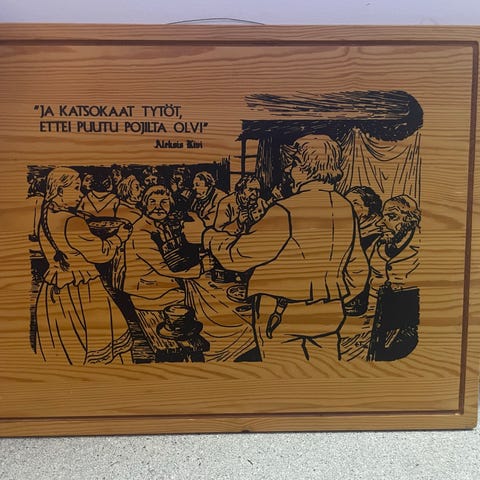 "JA KATSOKAAT TYTÖT,
ETTEI PUUTU POJILTA OLVI"
Aleksis Kivi